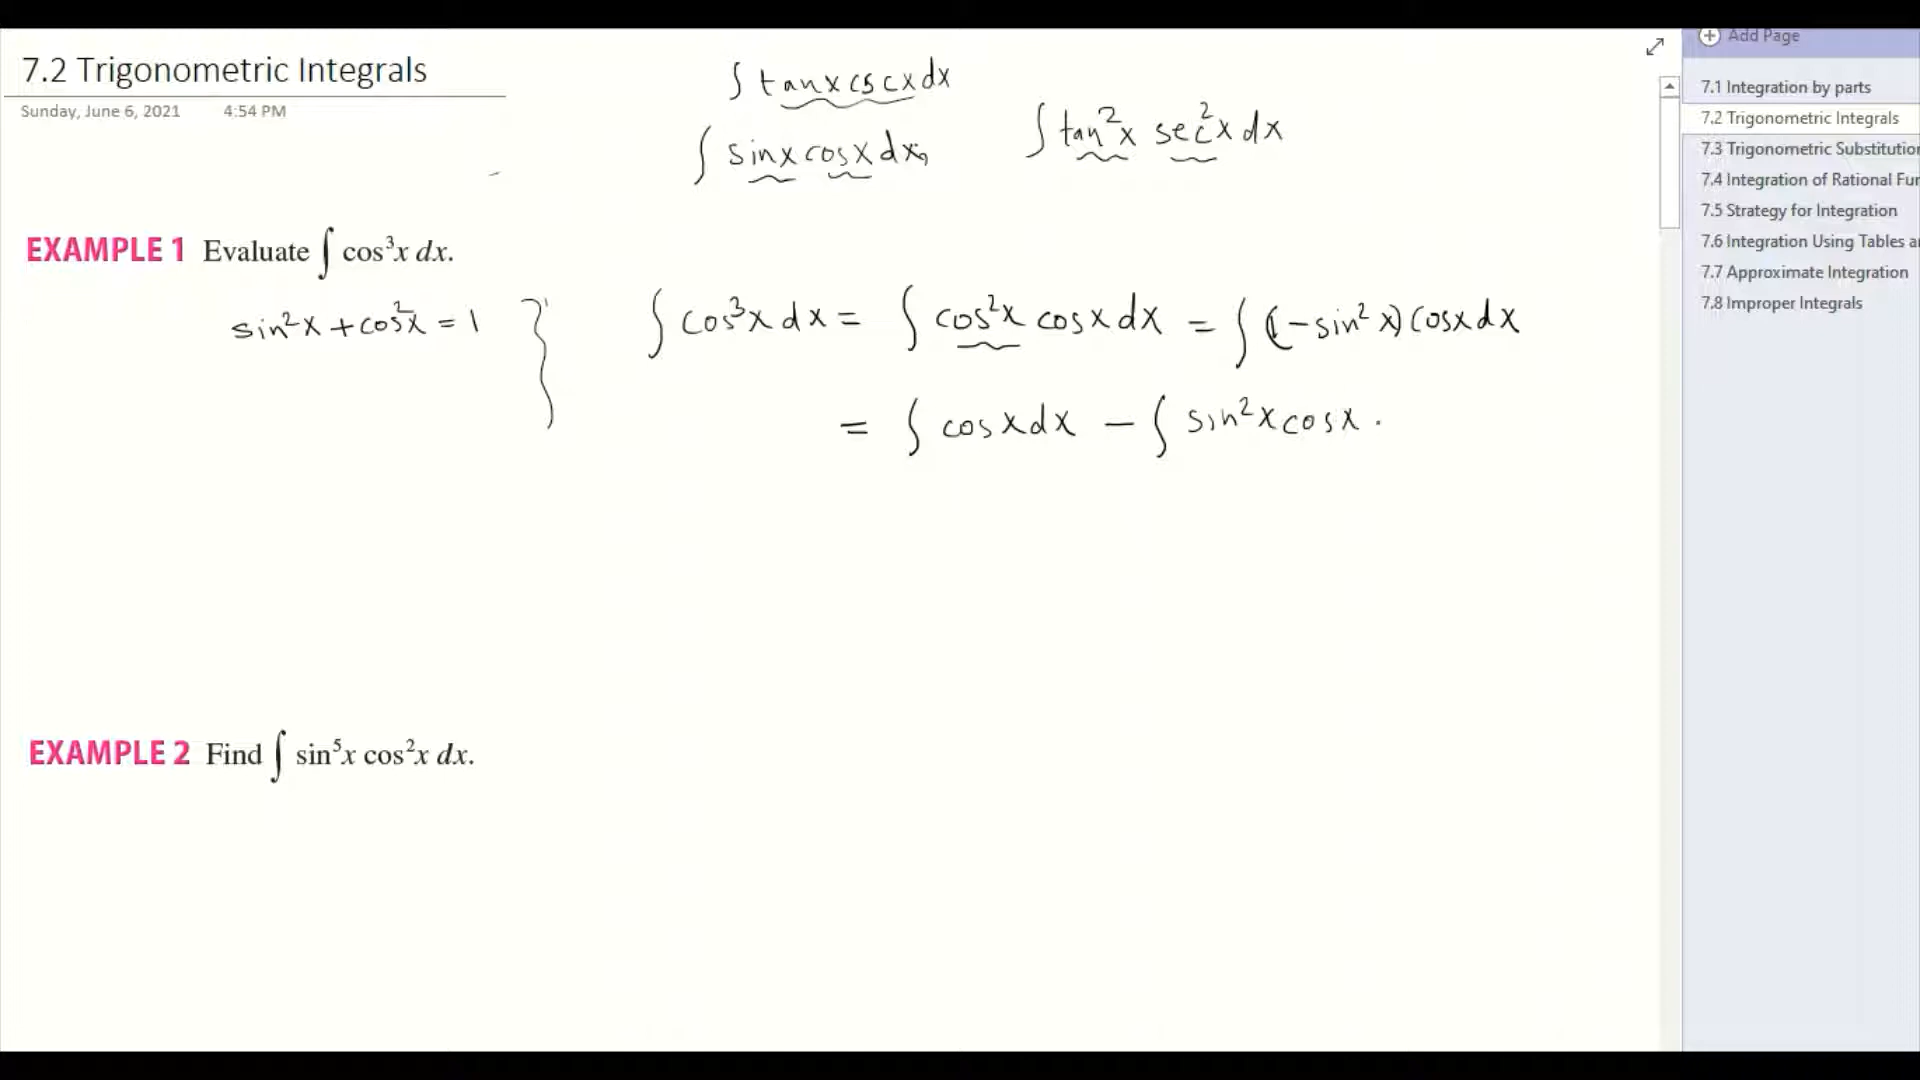 7.2 Trigonometric Integrals
Sunday, June 6, 2021 4:54 PM
∫ tanx cscx dx
∫ sinx cosx dx,
∫ tan²x sec²x dx
EXAMPLE 1 Evaluate ∫ cos³x dx.
sin²x + cos²x = 1
∫ cos³x dx = ∫ cos²x cosx dx = ∫ (1 - sin²x) cosx dx
= ∫ cosx dx - ∫ sin²x cosx .
EXAMPLE 2 Find ∫ sin⁵x cos²x dx.
Add Page
7.1 Integration by parts
7.2 Trigonometric Integrals
7.3 Trigonometric Substitution
7.4 Integration of Rational Fur
7.5 Strategy for Integration
7.6 Integration Using Tables a
7.7 Approximate Integration
7.8 Improper Integrals